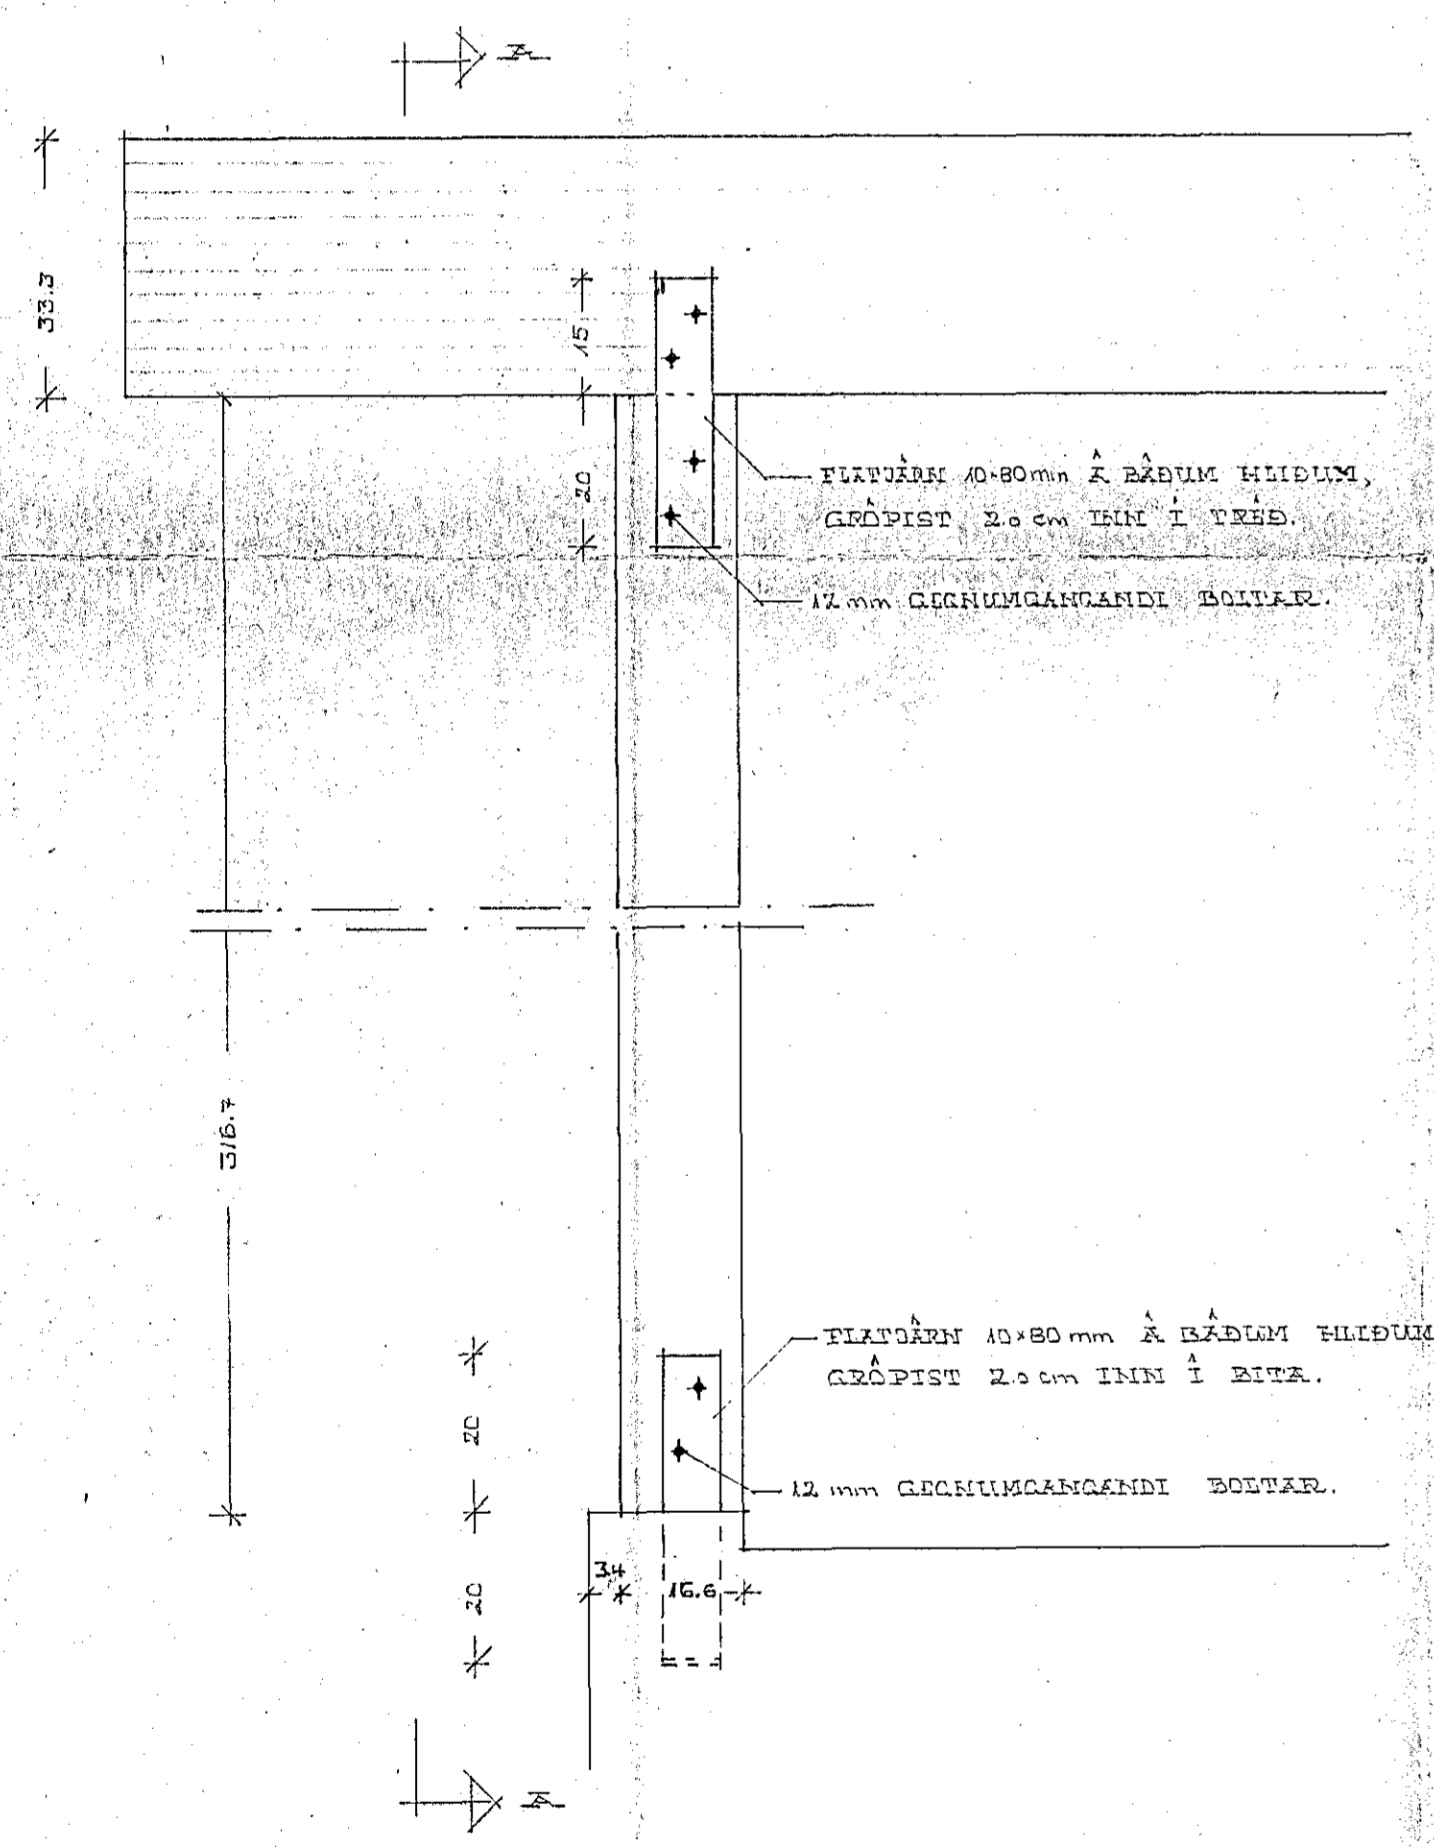 A
33.3
15
20
FLATJÁRN 10×80 mm Á BÁÐUM HLIÐUM,
GRÓPIST 2.0 cm INN Í TRÉÐ.
12 mm GEGNUMGANGANDI BOLTAR.
316.7
FLATJÁRN 10×80 mm Á BÁÐUM HLIÐUM
GRÓPIST 2.0 cm INN Í BITA.
20
12 mm GEGNUMGANGANDI BOLTAR.
3.4
16.6
20
A